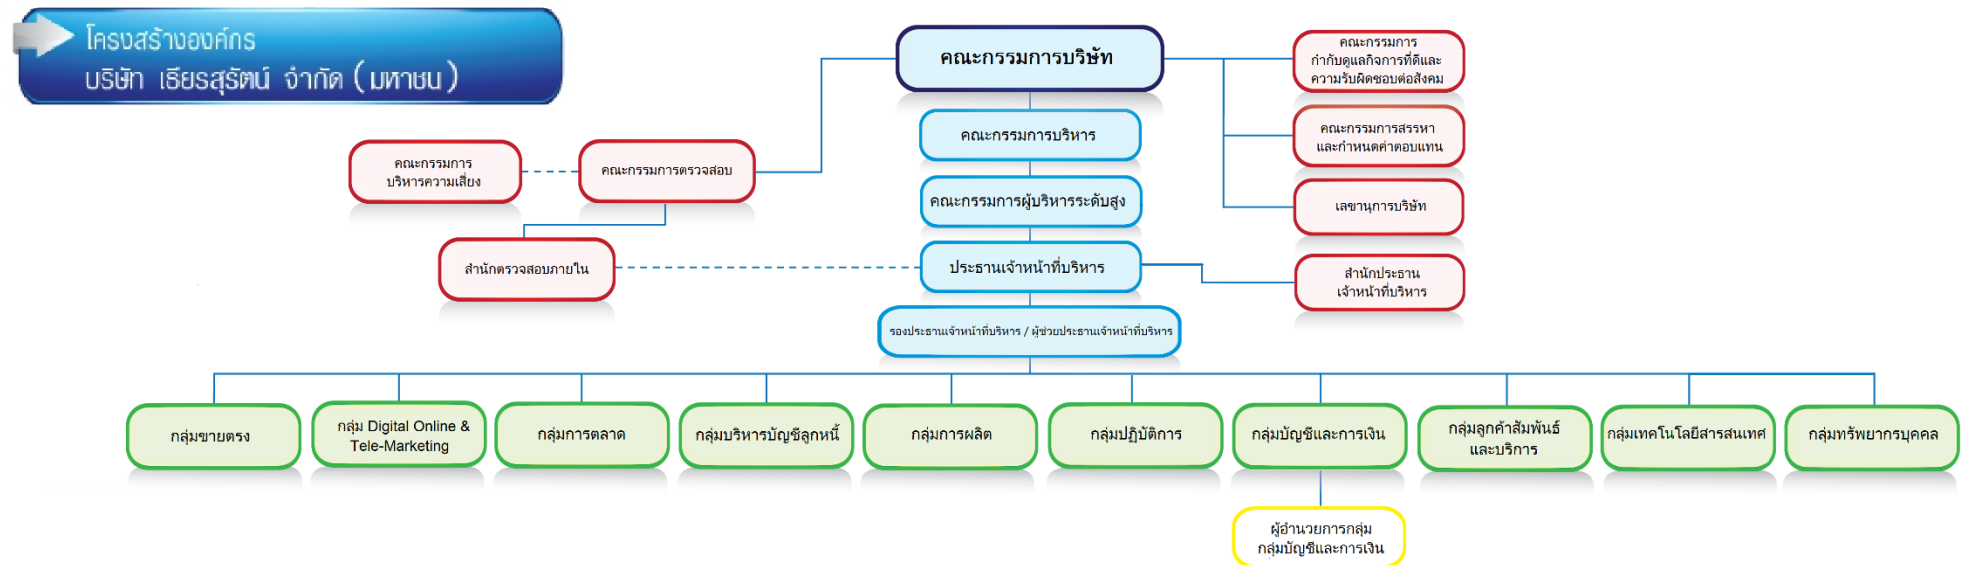 โครงสร้างองค์กร
บริษัท เธียรสุรัตน์ จำกัด (มหาชน)
คณะกรรมการบริษัท
คณะกรรมการ
กำกับดูแลกิจการที่ดีและ
ความรับผิดชอบต่อสังคม
คณะกรรมการบริหาร
คณะกรรมการสรรหา
และกำหนดค่าตอบแทน
คณะกรรมการ
บริหารความเสี่ยง
คณะกรรมการตรวจสอบ
คณะกรรมการผู้บริหารระดับสูง
เลขานุการบริษัท
สำนักตรวจสอบภายใน
ประธานเจ้าหน้าที่บริหาร
สำนักประธาน
เจ้าหน้าที่บริหาร
รองประธานเจ้าหน้าที่บริหาร / ผู้ช่วยประธานเจ้าหน้าที่บริหาร
กลุ่มขายตรง
กลุ่ม Digital Online &
Tele-Marketing
กลุ่มการตลาด
กลุ่มบริหารบัญชีลูกหนี้
กลุ่มการผลิต
กลุ่มปฏิบัติการ
กลุ่มบัญชีและการเงิน
กลุ่มลูกค้าสัมพันธ์
และบริการ
กลุ่มเทคโนโลยีสารสนเทศ
กลุ่มทรัพยากรบุคคล
ผู้อำนวยการกลุ่ม
กลุ่มบัญชีและการเงิน